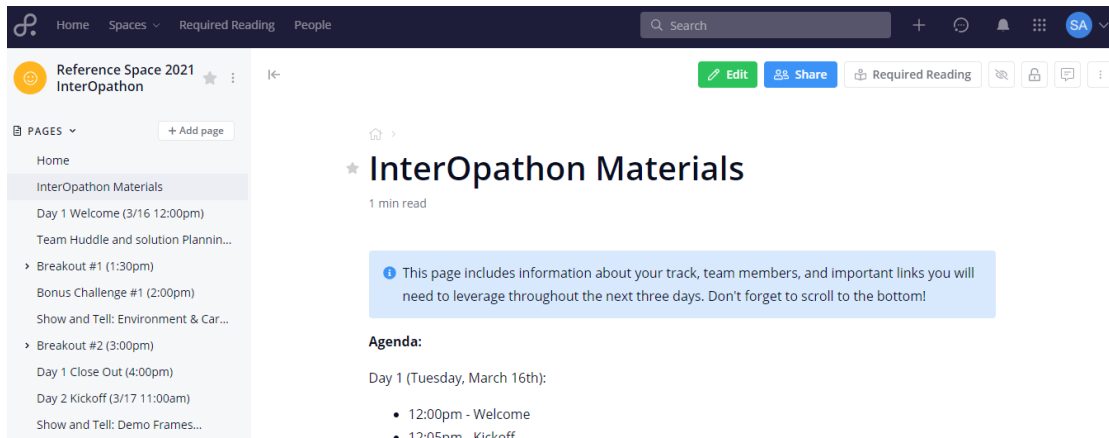 Home Spaces Required Reading People Search SA
Reference Space 2021
InterOpathon
Edit Share Required Reading
PAGES + Add page
Home
InterOpathon Materials
Day 1 Welcome (3/16 12:00pm)
Team Huddle and solution Plannin...
Breakout #1 (1:30pm)
Bonus Challenge #1 (2:00pm)
Show and Tell: Environment & Car...
Breakout #2 (3:00pm)
Day 1 Close Out (4:00pm)
Day 2 Kickoff (3/17 11:00am)
Show and Tell: Demo Frames...
InterOpathon Materials
1 min read
This page includes information about your track, team members, and important links you will
need to leverage throughout the next three days. Don't forget to scroll to the bottom!
Agenda:
Day 1 (Tuesday, March 16th):
• 12:00pm - Welcome
• 12:05pm - Kickoff